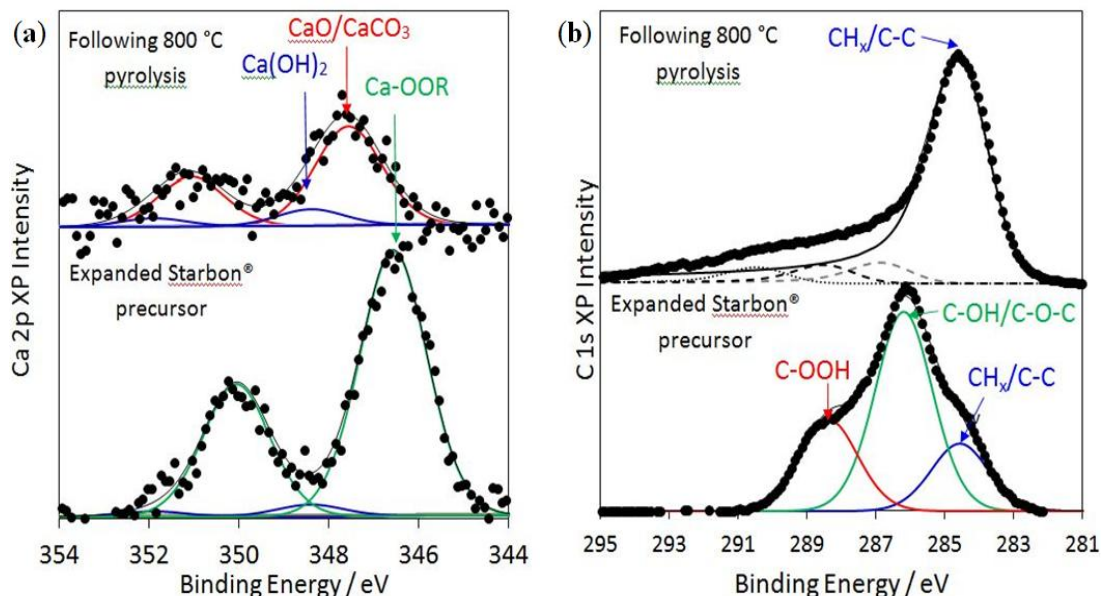 (a)
Following 800 °C
pyrolysis
CaO/CaCO₃
Ca(OH)₂
Ca-OOR
Expanded Starbon®
precursor
Ca 2p XP Intensity
354 352 350 348 346 344
Binding Energy / eV
(b)
Following 800 °C
pyrolysis
CHₓ/C-C
Expanded Starbon®
precursor
C-OH/C-O-C
C-OOH
CHₓ/C-C
C 1s XP Intensity
295 293 291 289 287 285 283 281
Binding Energy / eV